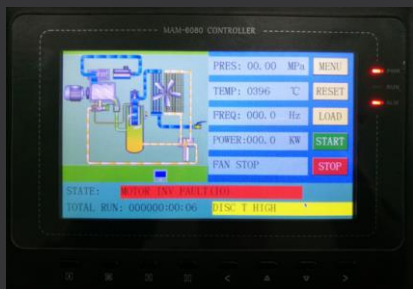 MAM-6080 CONTROLLER
PRES: 00.00 MPa MENU
TEMP: 0396 ℃ RESET
FREQ: 000.0 Hz LOAD
POWER:000.0 KW START
FAN STOP STOP
STATE: MOTOR INV FAULT(IO)
TOTAL RUN: 000000:00:06 DISC T HIGH